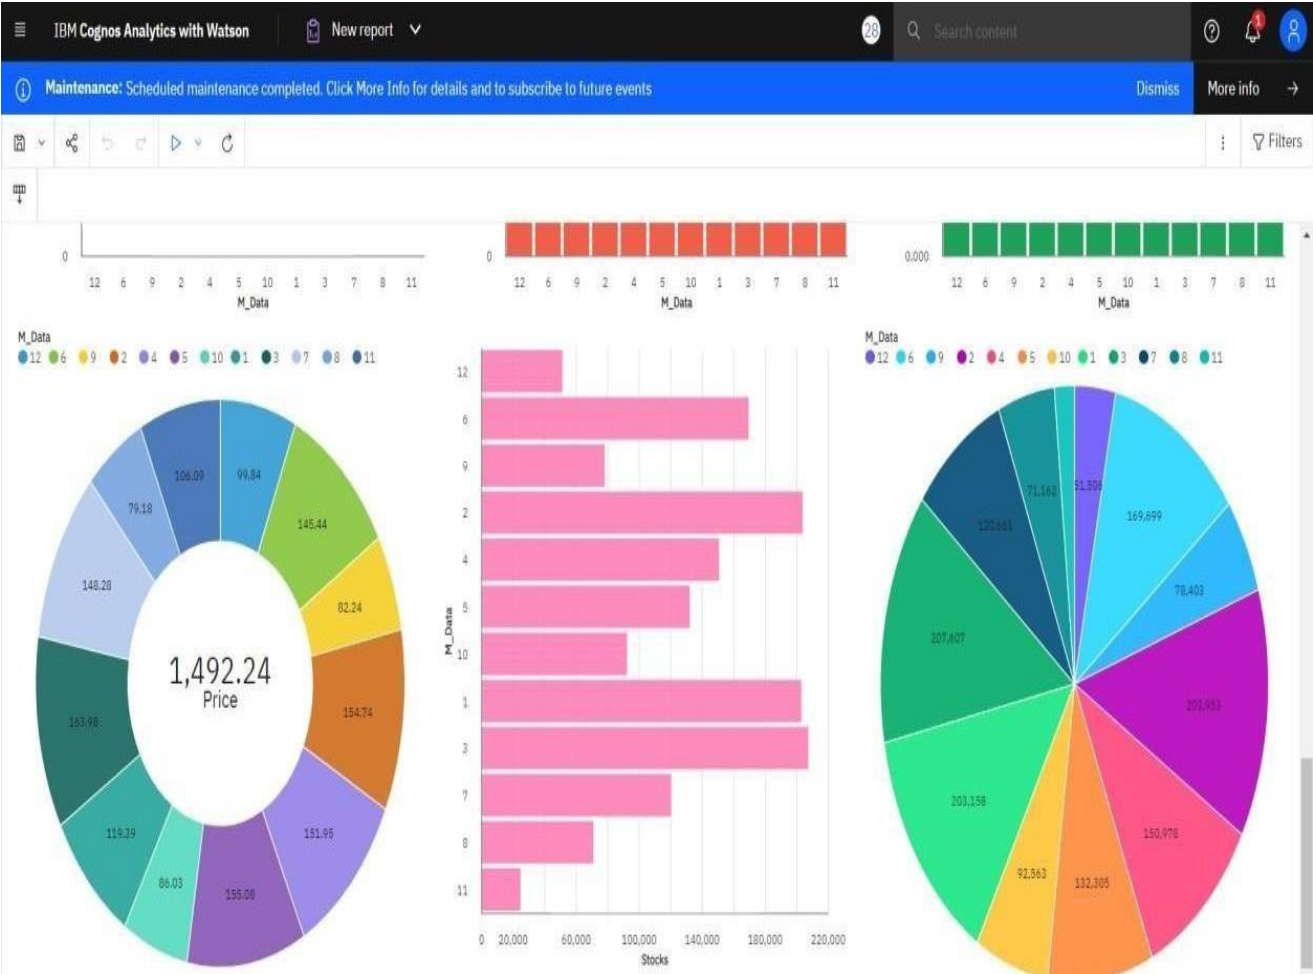 IBM Cognos Analytics with Watson
New report
28
Search content
1
Maintenance: Scheduled maintenance completed. Click More Info for details and to subscribe to future events
Dismiss
More info
Filters
0
12 6 9 2 4 5 10 1 3 7 8 11
M_Data
0
12 6 9 2 4 5 10 1 3 7 8 11
M_Data
0.000
12 6 9 2 4 5 10 1 3 7 8 11
M_Data
M_Data
12 6 9 2 4 5 10 1 3 7 8 11
106.09
99.84
79.18
145.44
148.28
82.24
1,492.24
Price
154.74
163.98
119.39
151.95
86.03
155.08
M_Data
12
6
9
2
4
5
10
1
3
7
8
11
0 20,000 60,000 100,000 140,000 180,000 220,000
Stocks
M_Data
12 6 9 2 4 5 10 1 3 7 8 11
71,162
51,506
169,699
78,403
207,607
203,953
203,158
150,978
92,563
132,305